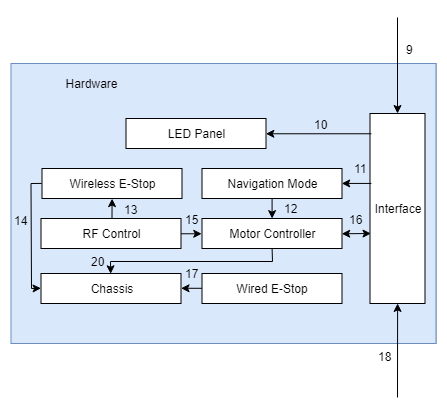 9
Hardware
LED Panel
10
Wireless E-Stop
Navigation Mode
11
14
13
12
Interface
RF Control
15
Motor Controller
16
20
17
Chassis
Wired E-Stop
18